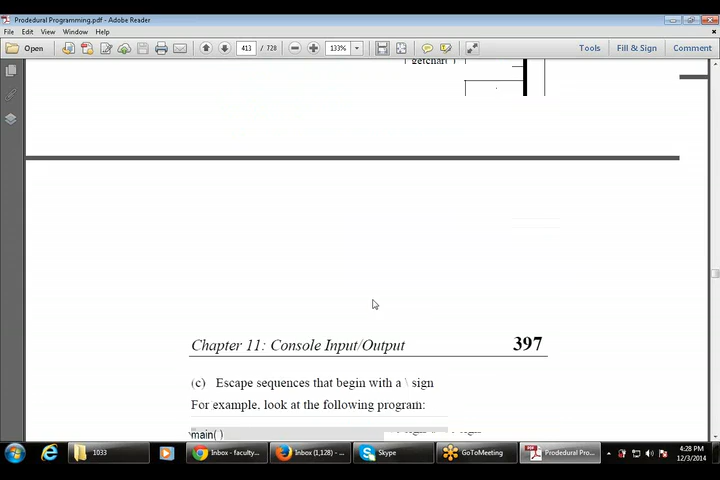 Prodedural Programming.pdf - Adobe Reader
File Edit View Window Help
Open 413 / 728 133% Tools Fill & Sign Comment
getchar( )
Chapter 11: Console Input/Output 397
(c) Escape sequences that begin with a \ sign
For example, look at the following program:
main( )
1033 Inbox - faculty... Inbox (1,128) - ... Skype GoToMeeting Prodedural Pro... 4:28 PM
12/3/2014